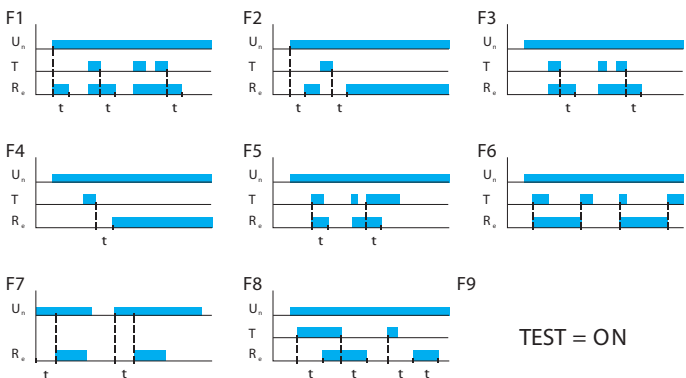 F1 F2 F3
Un Un Un
T T T
Re Re Re
t t t t t t t
F4 F5 F6
Un Un Un
T T T
Re Re Re
t t t
F7 F8 F9
Un Un
T
TEST = ON
Re Re
t t t t t t